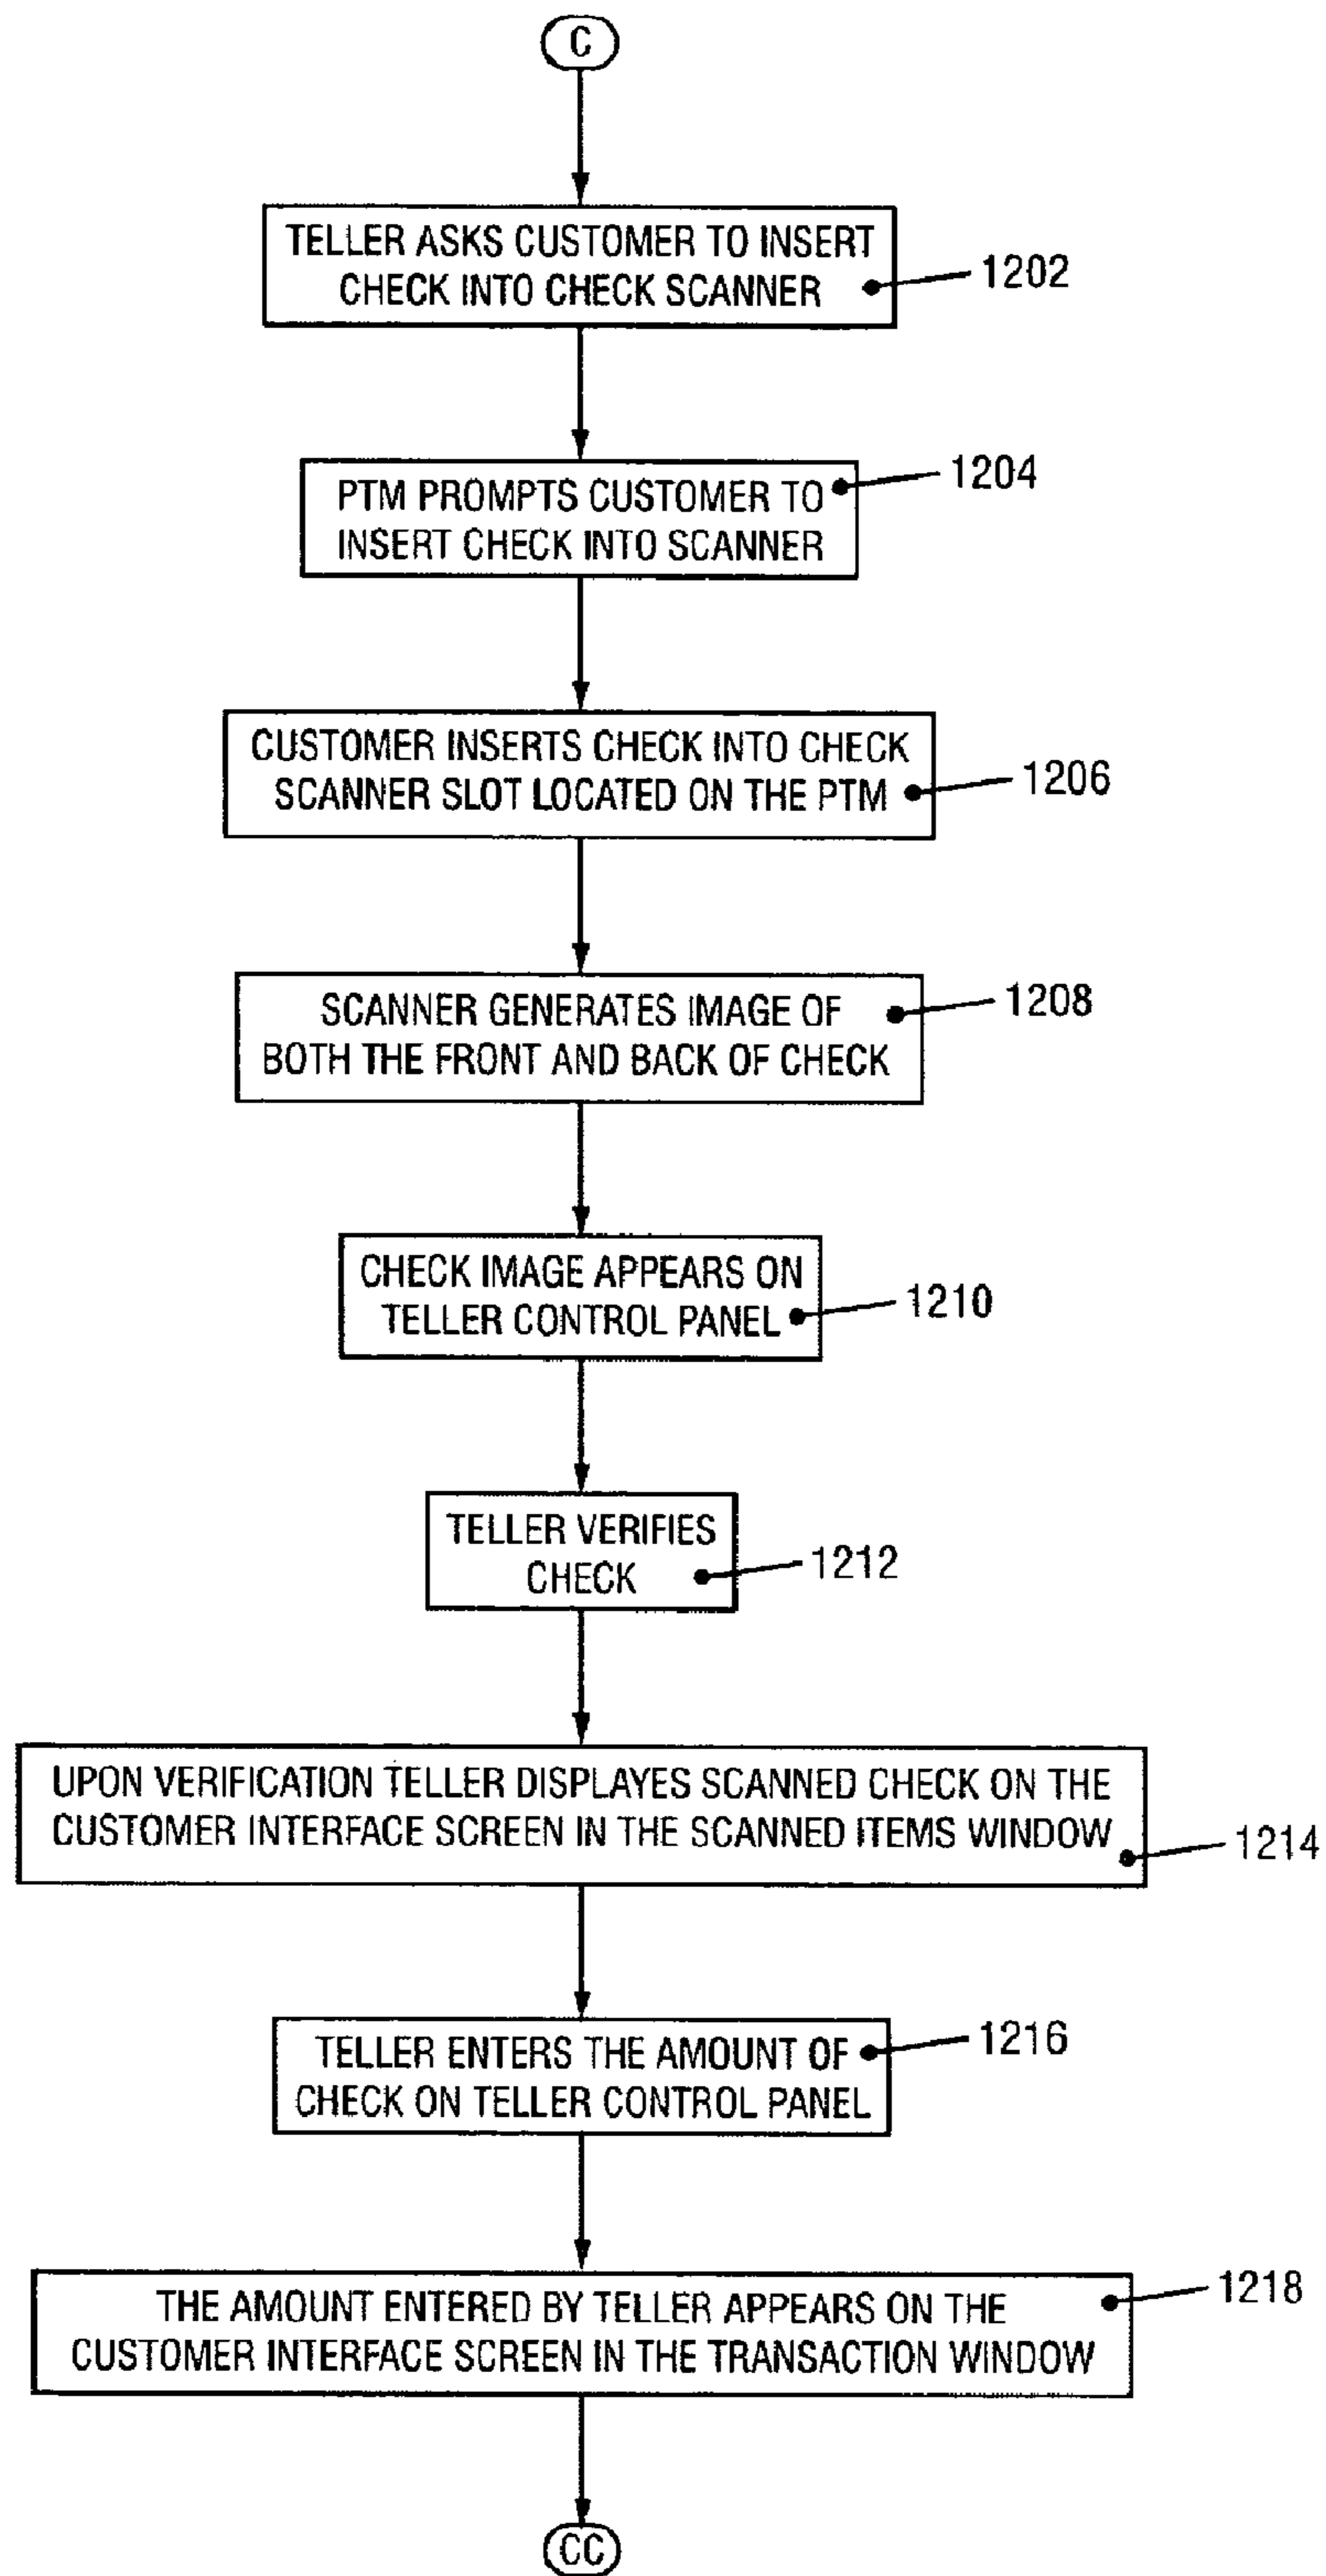 C
TELLER ASKS CUSTOMER TO INSERT
CHECK INTO CHECK SCANNER
1202
PTM PROMPTS CUSTOMER TO
INSERT CHECK INTO SCANNER
1204
CUSTOMER INSERTS CHECK INTO CHECK
SCANNER SLOT LOCATED ON THE PTM
1206
SCANNER GENERATES IMAGE OF
BOTH THE FRONT AND BACK OF CHECK
1208
CHECK IMAGE APPEARS ON
TELLER CONTROL PANEL
1210
TELLER VERIFIES
CHECK
1212
UPON VERIFICATION TELLER DISPLAYES SCANNED CHECK ON THE
CUSTOMER INTERFACE SCREEN IN THE SCANNED ITEMS WINDOW
1214
TELLER ENTERS THE AMOUNT OF
CHECK ON TELLER CONTROL PANEL
1216
THE AMOUNT ENTERED BY TELLER APPEARS ON THE
CUSTOMER INTERFACE SCREEN IN THE TRANSACTION WINDOW
1218
CC